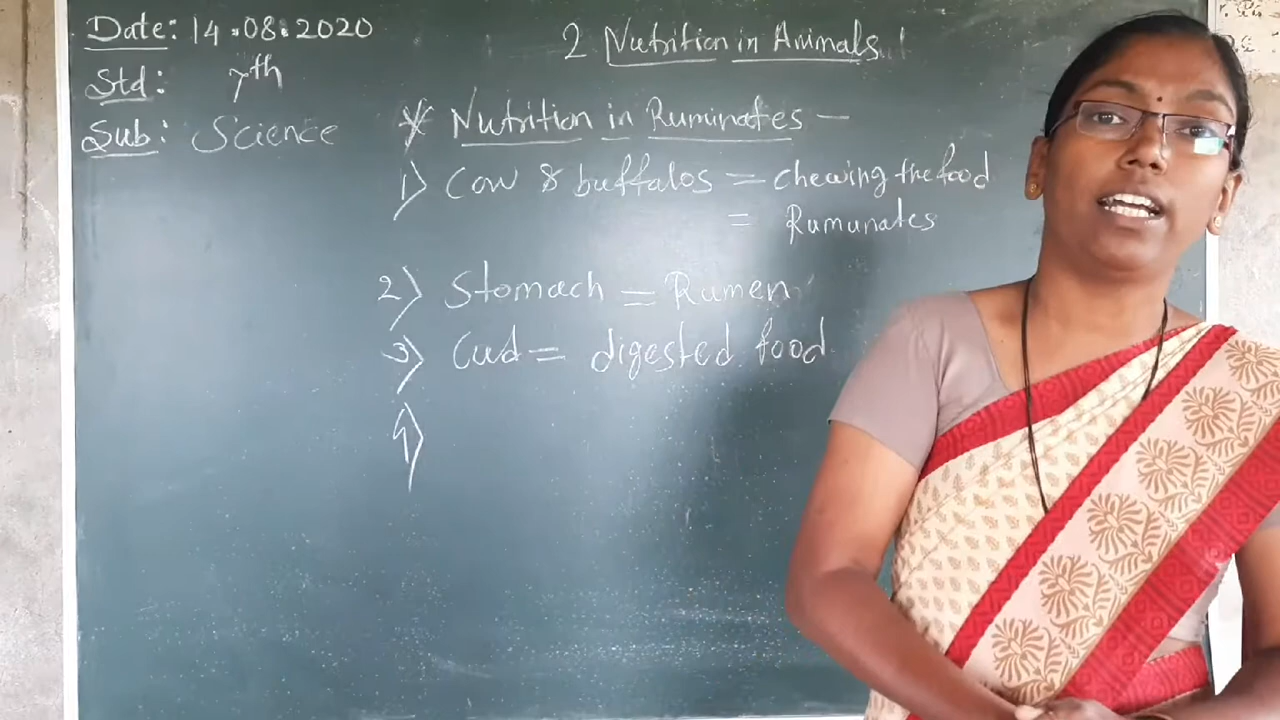 Date: 14.08.2020
Std: 7th
Sub: Science
2 Nutrition in Animals
* Nutrition in Ruminates —
1) Cow & buffalos = chewing the food
= Rumunates
2) Stomach = Rumen
3) Cud = digested food
4)